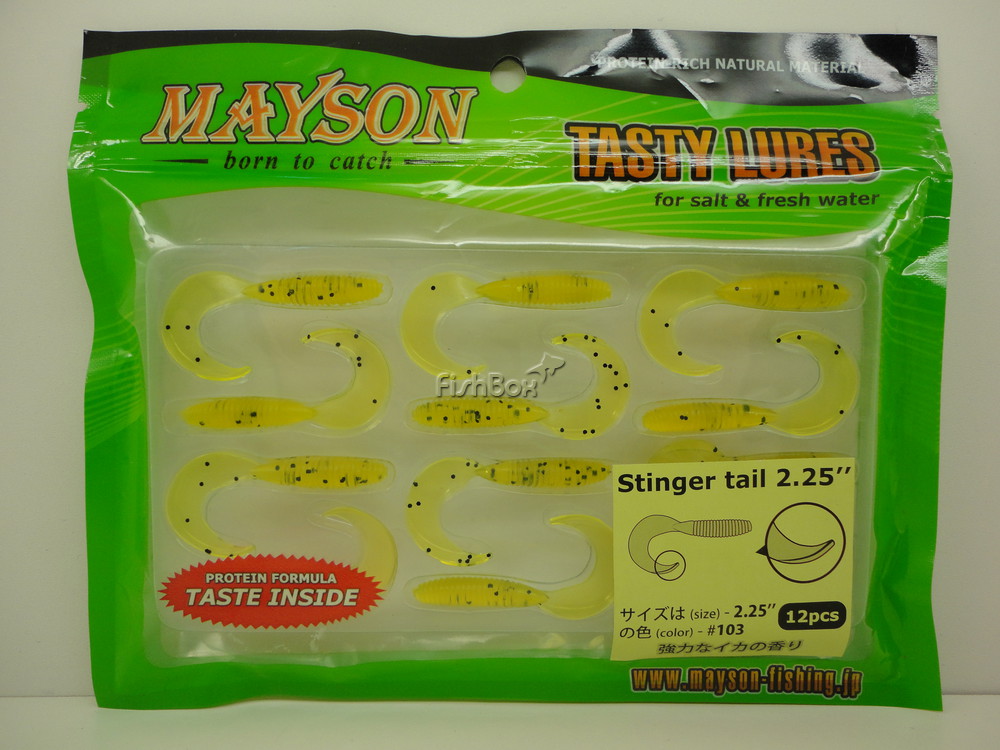 PROTEIN RICH NATURAL MATERIAL
MAYSON
born to catch
TASTY LURES
for salt & fresh water
FishBox
Stinger tail 2.25’’
サイズは (size) - 2.25’’
の色 (color) - #103
12pcs
強力なイカの香り
PROTEIN FORMULA
TASTE INSIDE
www.mayson-fishing.jp